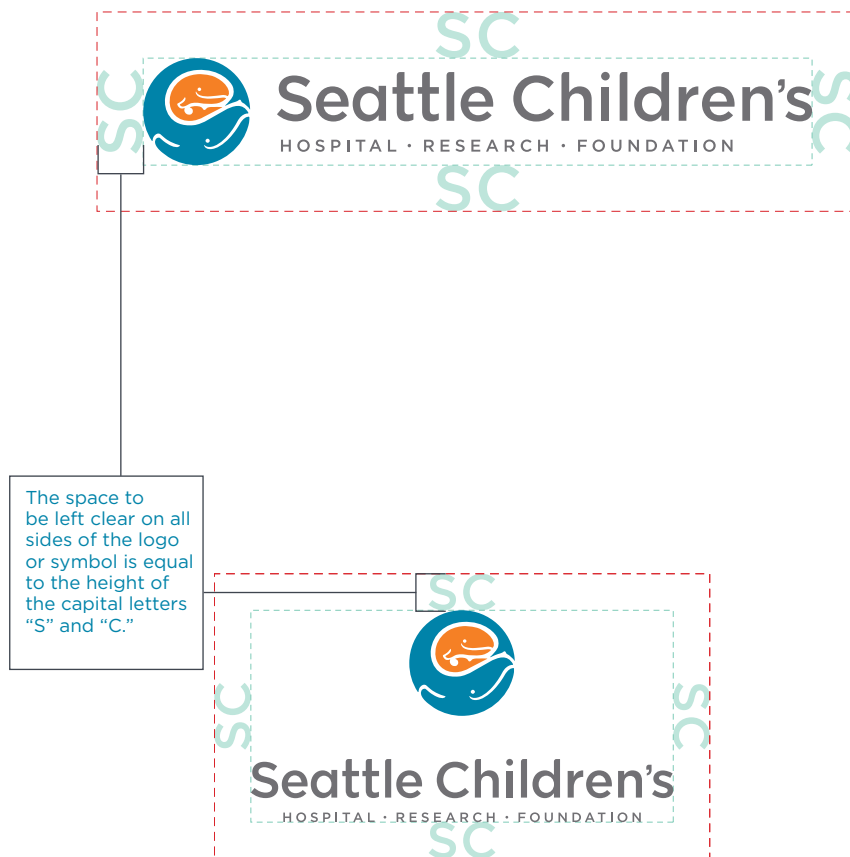 SC
SC
Seattle Children's
SC
HOSPITAL · RESEARCH · FOUNDATION
SC
The space to
be left clear on all
sides of the logo
or symbol is equal
to the height of
the capital letters
“S” and “C.”
SC
SC
SC
Seattle Children's
HOSPITAL · RESEARCH · FOUNDATION
SC